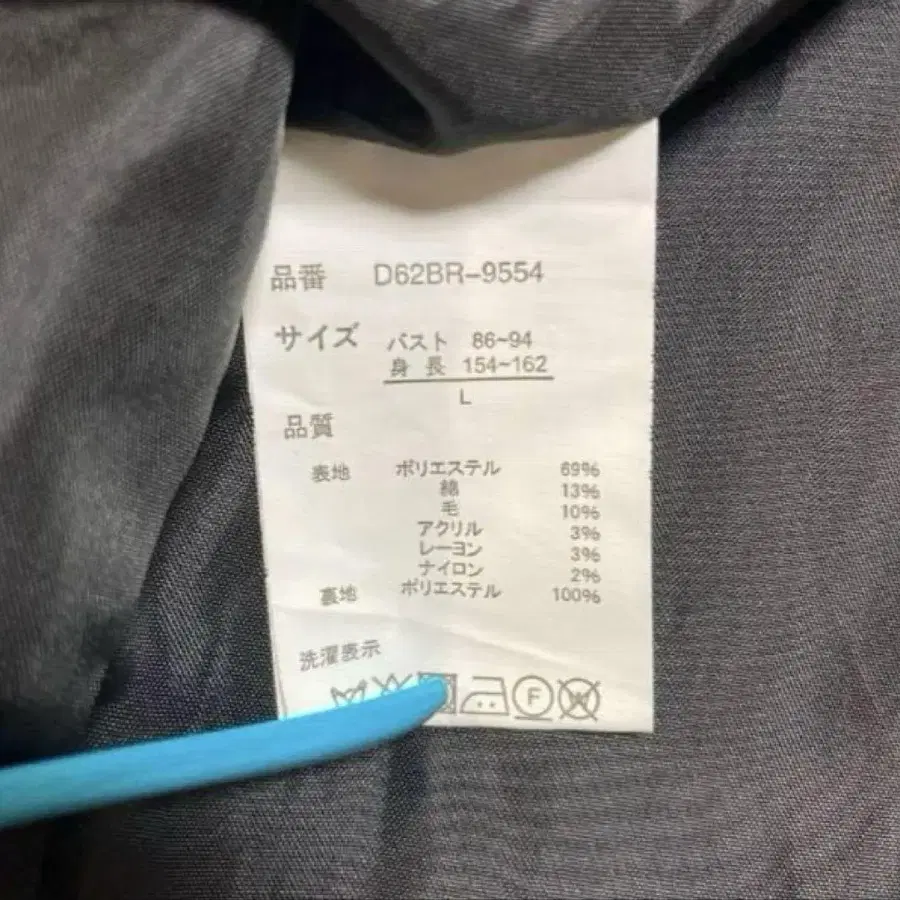 品番 D62BR-9554
サイズ バスト 86~94
身長 154~162
L
品質
表地 ポリエステル 69%
綿 13%
毛 10%
アクリル 3%
レーヨン 3%
ナイロン 2%
裏地 ポリエステル 100%
洗濯表示
F W